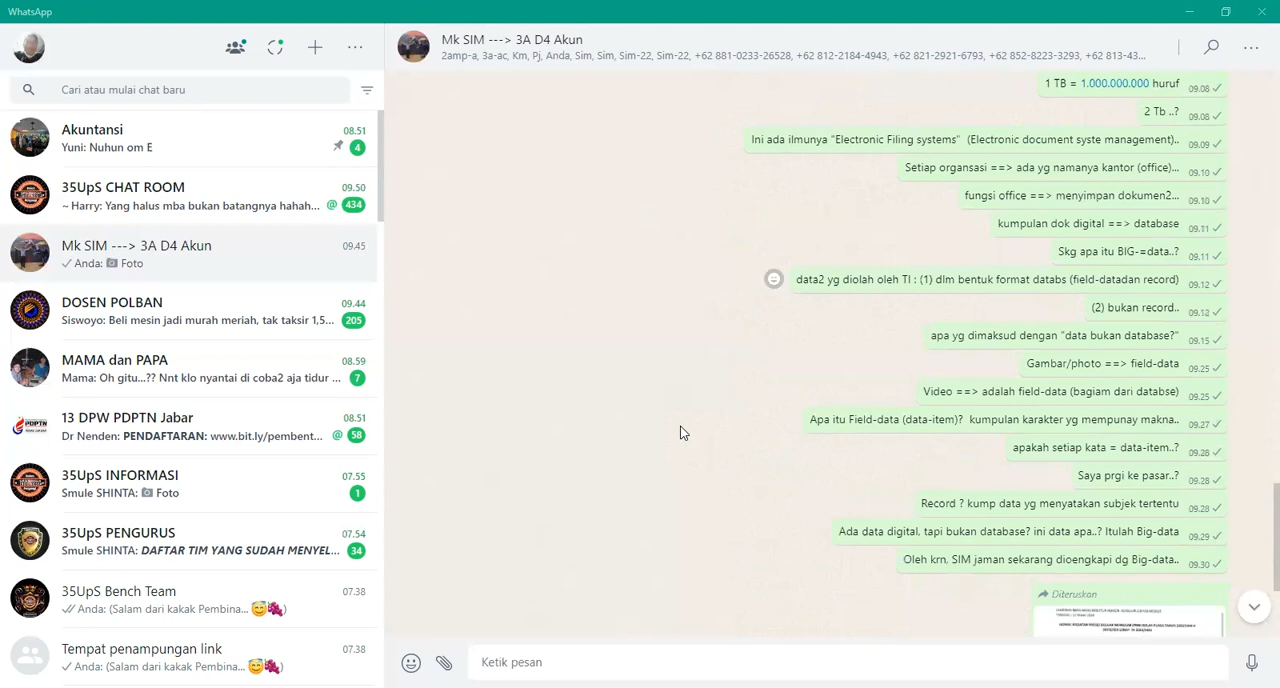 WhatsApp
Cari atau mulai chat baru
Akuntansi
08.51
Yuni: Nuhun om E
4
35UpS CHAT ROOM
09.50
~ Harry: Yang halus mba bukan batangnya hahah...
@ 434
Mk SIM ---> 3A D4 Akun
09.45
Anda: Foto
DOSEN POLBAN
09.44
Siswoyo: Beli mesin jadi murah meriah, tak taksir 1,5...
205
MAMA dan PAPA
08.59
Mama: Oh gitu...?? Nnt klo nyantai di coba2 aja tidur ...
7
13 DPW PDPTN Jabar
08.51
Dr Nenden: PENDAFTARAN: www.bit.ly/pembent...
@ 58
35UpS INFORMASI
07.55
Smule SHINTA: Foto
1
35UpS PENGURUS
07.54
Smule SHINTA: DAFTAR TIM YANG SUDAH MENYEL...
34
35UpS Bench Team
07.38
Anda: (Salam dari kakak Pembina... 😇🍇)
Tempat penampungan link
07.38
Anda: (Salam dari kakak Pembina... 😇🍇)
Mk SIM ---> 3A D4 Akun
2amp-a, 3a-ac, Km, Pj, Anda, Sim, Sim, Sim-22, Sim-22, +62 881-0233-26528, +62 812-2184-4943, +62 821-2921-6793, +62 852-8223-3293, +62 813-43...
1 TB = 1.000.000.000 huruf 09.08
2 Tb ..? 09.08
Ini ada ilmunya "Electronic Filing systems" (Electronic document syste management).. 09.09
Setiap organsasi ==> ada yg namanya kantor (office)... 09.10
fungsi office ==> menyimpan dokumen2... 09.10
kumpulan dok digital ==> database 09.11
Skg apa itu BIG-=data..? 09.11
data2 yg diolah oleh TI : (1) dlm bentuk format databs (field-datadan record) 09.12
(2) bukan record.. 09.12
apa yg dimaksud dengan "data bukan database?" 09.15
Gambar/photo ==> field-data 09.25
Video ==> adalah field-data (bagiam dari databse) 09.25
Apa itu Field-data (data-item)? kumpulan karakter yg mempunay makna.. 09.27
apakah setiap kata = data-item..? 09.28
Saya prgi ke pasar..? 09.28
Record ? kump data yg menyatakan subjek tertentu 09.28
Ada data digital, tapi bukan database? ini data apa..? Itulah Big-data 09.29
Oleh krn, SIM jaman sekarang dioengkapi dg Big-data.. 09.30
Diteruskan
Ketik pesan